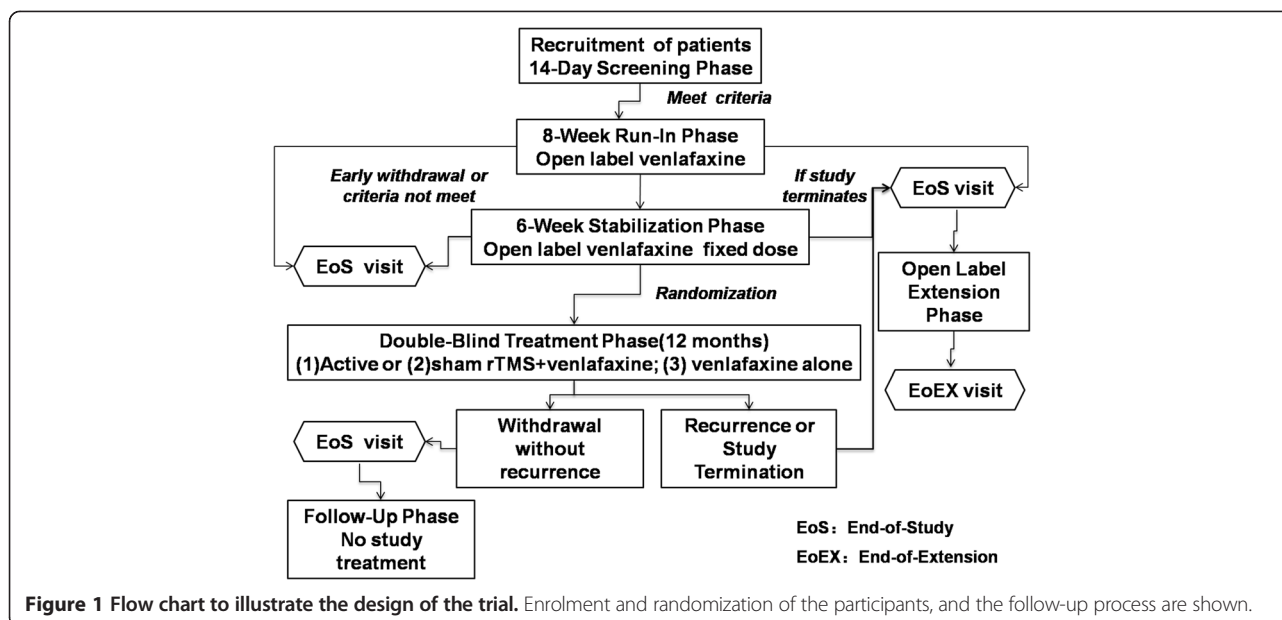 Recruitment of patients
14-Day Screening Phase
Meet criteria
8-Week Run-In Phase
Open label venlafaxine
Early withdrawal or
criteria not meet
If study
terminates
EoS visit
6-Week Stabilization Phase
Open label venlafaxine fixed dose
EoS visit
Open Label
Extension
Phase
Randomization
Double-Blind Treatment Phase(12 months)
(1)Active or (2)sham rTMS+venlafaxine; (3) venlafaxine alone
EoEX visit
EoS visit
Withdrawal
without
recurrence
Recurrence or
Study
Termination
Follow-Up Phase
No study
treatment
EoS: End-of-Study
EoEX: End-of-Extension
Figure 1 Flow chart to illustrate the design of the trial. Enrolment and randomization of the participants, and the follow-up process are shown.